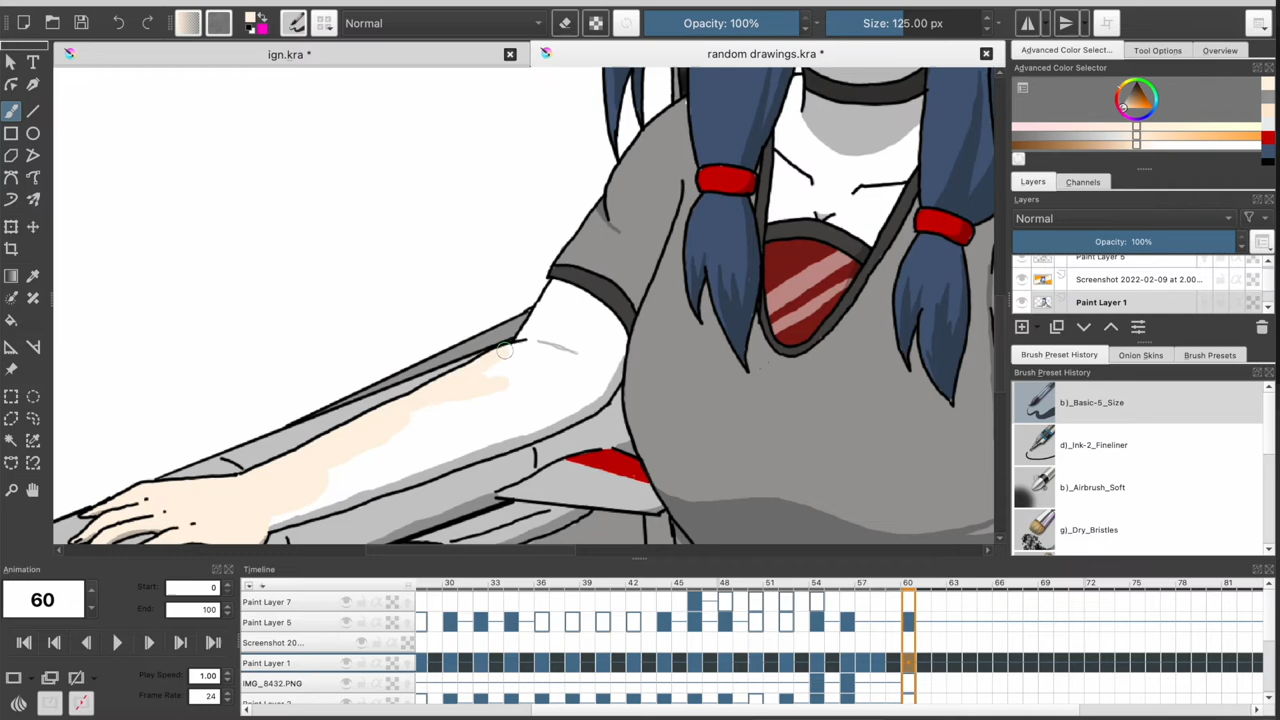 Normal
Opacity: 100%
Size: 125.00 px
ign.kra *
random drawings.kra *
Advanced Color Select...
Tool Options
Overview
Advanced Color Selector
Layers
Channels
Layers
Normal
Opacity: 100%
Paint Layer 5
Screenshot 2022-02-09 at 2.00...
Paint Layer 1
Brush Preset History
Onion Skins
Brush Presets
Brush Preset History
b)_Basic-5_Size
d)_Ink-2_Fineliner
b)_Airbrush_Soft
g)_Dry_Bristles
Animation
60
Start: 0
End: 100
Play Speed: 1.00
Frame Rate: 24
Timeline
30 33 36 39 42 45 48 51 54 60 63 66 69 72 75 78 81
Paint Layer 7
Paint Layer 5
Screenshot 20...
Paint Layer 1
IMG_8432.PNG